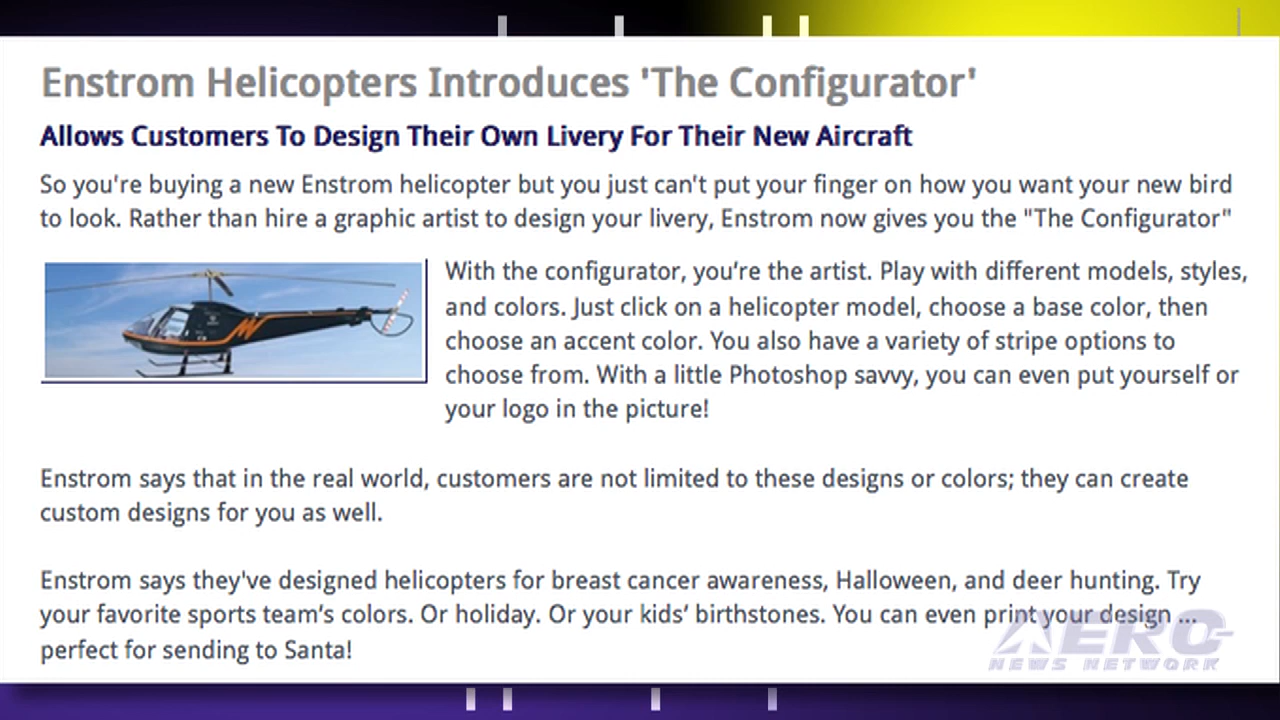 Enstrom Helicopters Introduces 'The Configurator'
Allows Customers To Design Their Own Livery For Their New Aircraft
So you're buying a new Enstrom helicopter but you just can't put your finger on how you want your new bird
to look. Rather than hire a graphic artist to design your livery, Enstrom now gives you the "The Configurator"
With the configurator, you’re the artist. Play with different models, styles,
and colors. Just click on a helicopter model, choose a base color, then
choose an accent color. You also have a variety of stripe options to
choose from. With a little Photoshop savvy, you can even put yourself or
your logo in the picture!
Enstrom says that in the real world, customers are not limited to these designs or colors; they can create
custom designs for you as well.
Enstrom says they've designed helicopters for breast cancer awareness, Halloween, and deer hunting. Try
your favorite sports team’s colors. Or holiday. Or your kids’ birthstones. You can even print your design ...
perfect for sending to Santa!
AERO
NEWS NETWORK